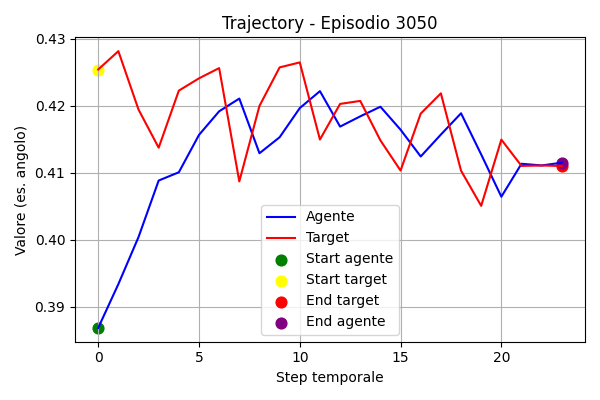 Trajectory - Episodio 3050
0.43
0.42
0.41
0.40
0.39
Valore (es. angolo)
Agente
Target
Start agente
Start target
End target
End agente
0
5
10
15
20
Step temporale